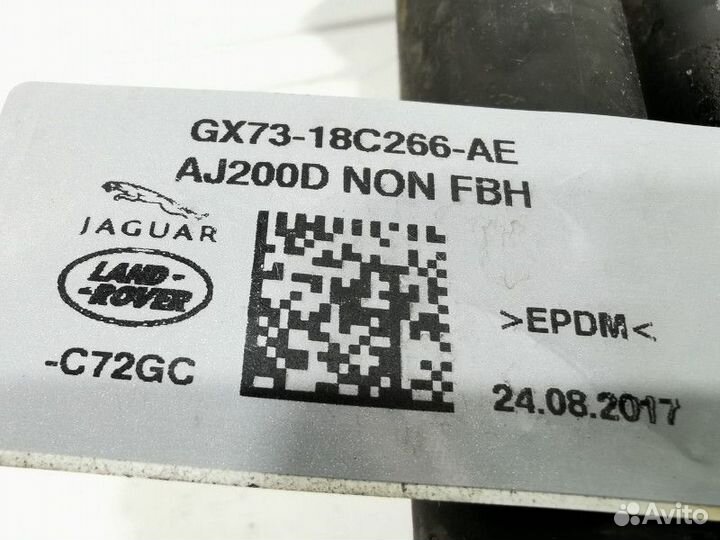 GX73-18C266-AE
AJ200D NON FBH
JAGUAR
LAND-
-ROVER
-C72GC
>EPDM<
24.08.2017
Avito